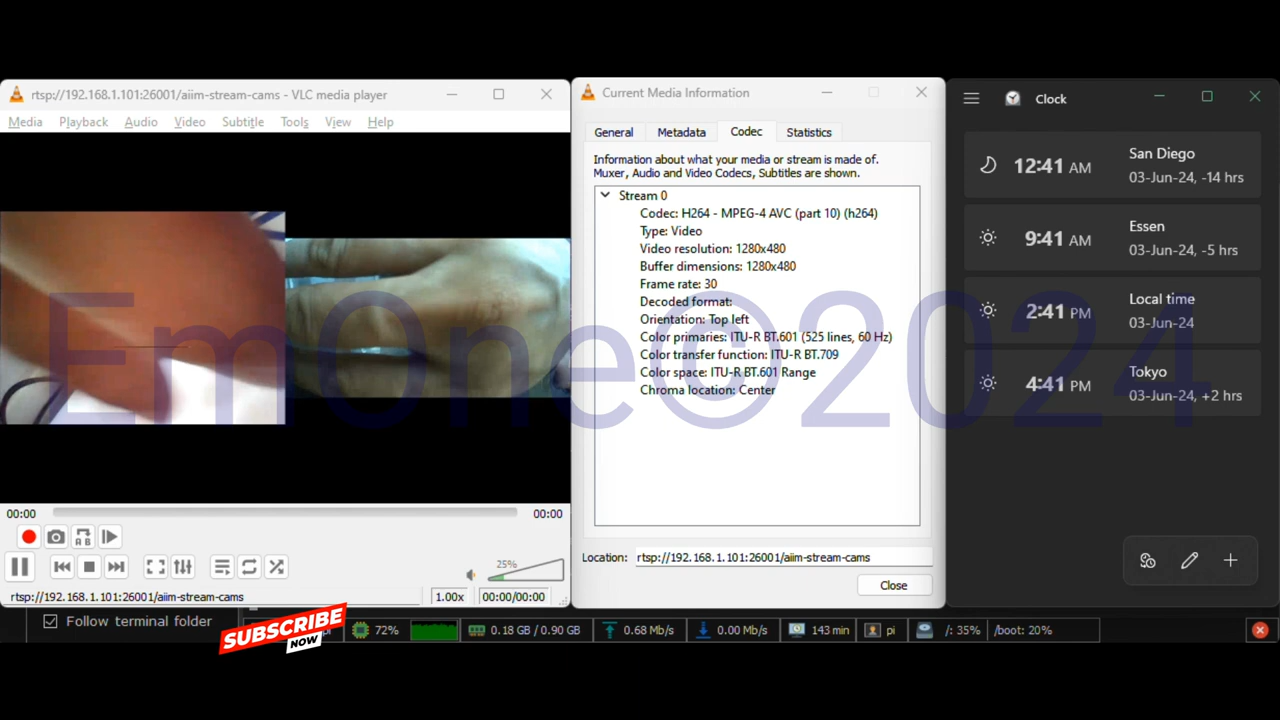 rtsp://192.168.1.101:26001/aiim-stream-cams - VLC media player
Media Playback Audio Video Subtitle Tools View Help
00:00 00:00
25%
rtsp://192.168.1.101:26001/aiim-stream-cams 1.00x 00:00/00:00
Current Media Information
General Metadata Codec Statistics
Information about what your media or stream is made of.
Muxer, Audio and Video Codecs, Subtitles are shown.
Stream 0
Codec: H264 - MPEG-4 AVC (part 10) (h264)
Type: Video
Video resolution: 1280x480
Buffer dimensions: 1280x480
Frame rate: 30
Decoded format:
Orientation: Top left
Color primaries: ITU-R BT.601 (525 lines, 60 Hz)
Color transfer function: ITU-R BT.709
Color space: ITU-R BT.601 Range
Chroma location: Center
Location: rtsp://192.168.1.101:26001/aiim-stream-cams
Close
Clock
12:41 AM San Diego
03-Jun-24, -14 hrs
9:41 AM Essen
03-Jun-24, -5 hrs
2:41 PM Local time
03-Jun-24
4:41 PM Tokyo
03-Jun-24, +2 hrs
EmOne©2024
Follow terminal folder
SUBSCRIBE
NOW
72% 0.18 GB / 0.90 GB 0.68 Mb/s 0.00 Mb/s 143 min pi /: 35% /boot: 20%